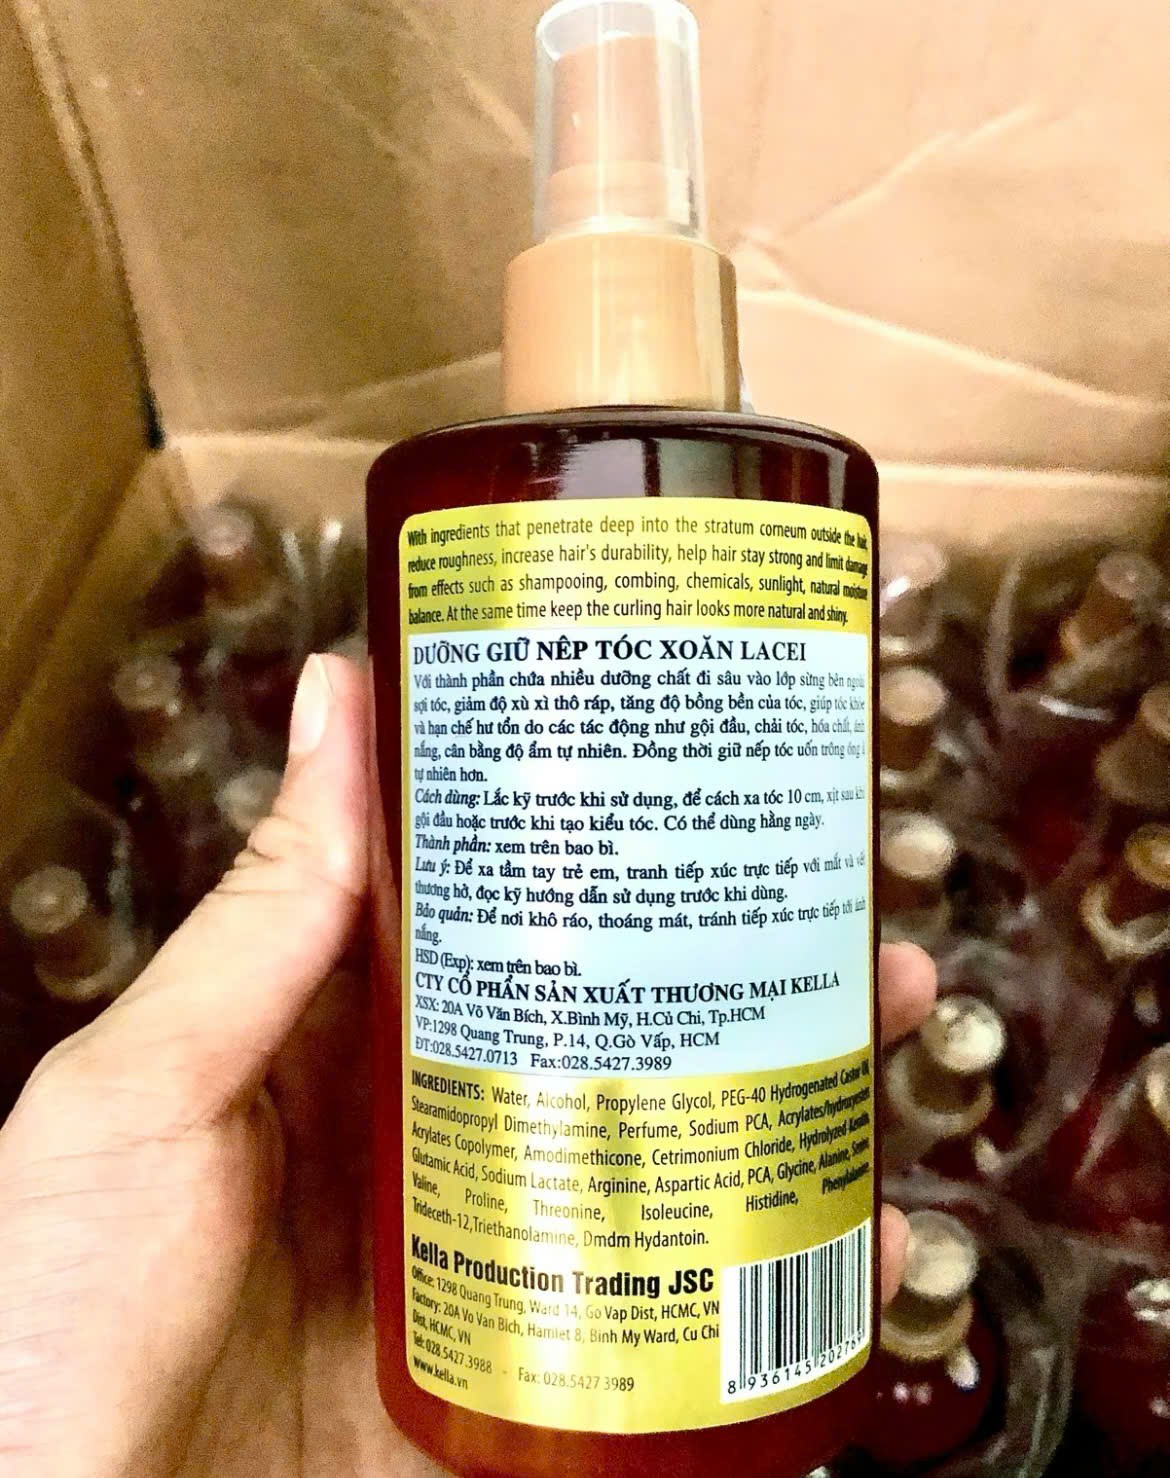 With ingredients that penetrate deep into the stratum corneum outside the hair,
reduce roughness, increase hair's durability, help hair stay strong and limit damage
from effects such as shampooing, combing, chemicals, sunlight, natural moisture
balance. At the same time keep the curling hair looks more natural and shiny.
DƯỠNG GIỮ NÊP TÓC XOĂN LACEI
Với thành phần chứa nhiều dưỡng chất đi sâu vào lớp sừng bên ngoài
sợi tóc, giảm độ xù xì thô ráp, tăng độ bồng bềnh của tóc, giúp tóc khỏe
và hạn chế hư tổn do các tác động như gội đầu, chải tóc, hóa chất, ánh
nắng, cân bằng độ ẩm tự nhiên. Đồng thời giữ nếp tóc uốn trông óng ả
tự nhiên hơn.
Cách dùng: Lắc kỹ trước khi sử dụng, để cách xa tóc 10 cm, xịt sau khi
gội đầu hoặc trước khi tạo kiểu tóc. Có thể dùng hằng ngày.
Thành phần: xem trên bao bì.
Lưu ý: Để xa tầm tay trẻ em, tranh tiếp xúc trực tiếp với mắt và vết
thương hở, đọc kỹ hướng dẫn sử dụng trước khi dùng.
Bảo quản: Để nơi khô ráo, thoáng mát, tránh tiếp xúc trực tiếp tới ánh
nắng.
HSD (Exp): xem trên bao bì.
CTY CỔ PHẨN SẢN XUẤT THƯƠNG MẠI KELLA
XSX: 20A Võ Văn Bích, X.Bình Mỹ, H.Củ Chi, Tp.HCM
VP:1298 Quang Trung, P.14, Q.Gò Vấp, HCM
ĐT:028.5427.0713 Fax:028.5427.3989
INGREDIENTS: Water, Alcohol, Propylene Glycol, PEG-40 Hydrogenated Castor Oil,
Stearamidopropyl Dimethylamine, Perfume, Sodium PCA, Acrylates/hydroxyesters
Acrylates Copolymer, Amodimethicone, Cetrimonium Chloride, Hydrolyzed Keratin,
Glutamic Acid, Sodium Lactate, Arginine, Aspartic Acid, PCA, Glycine, Alanine, Serine,
Valine, Proline, Threonine, Isoleucine, Histidine, Phenylalanine,
Trideceth-12,Triethanolamine, Dmdm Hydantoin.
Kella Production Trading JSC
Office: 1298 Quang Trung, Ward 14, Go Vap Dist, HCMC, VN
Factory: 20A Vo Van Bich, Hamlet 8, Binh My Ward, Cu Chi
Dist, HCMC, VN
Tel: 028.5427.3988 - Fax: 028.5427 3989
www.kella.vn
8 936145 202769